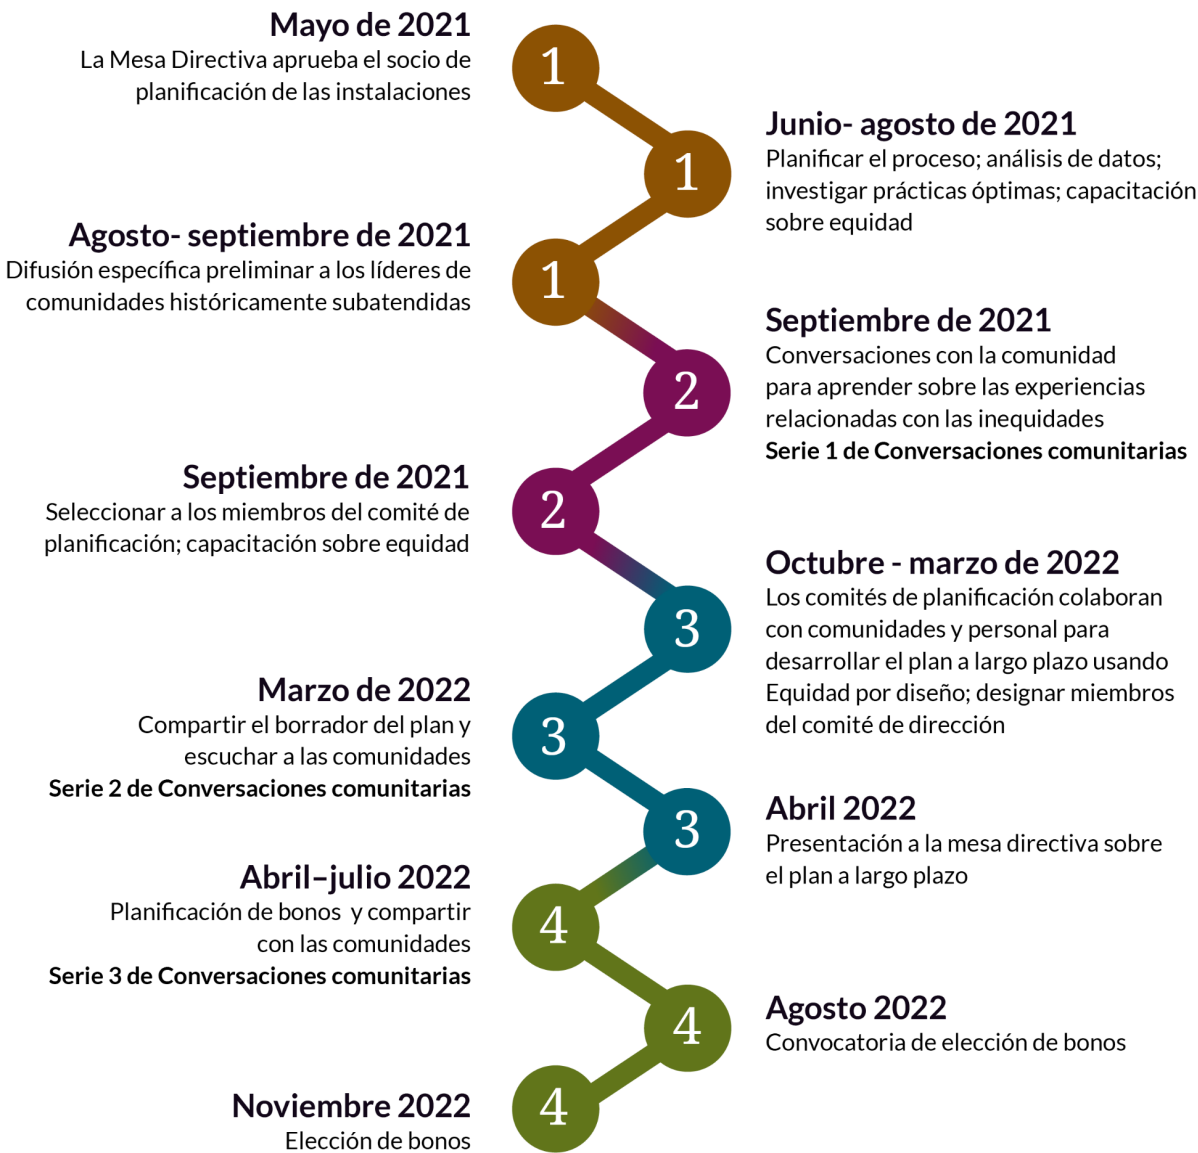 Mayo de 2021
La Mesa Directiva aprueba el socio de
planificación de las instalaciones
1
Junio- agosto de 2021
Planificar el proceso; análisis de datos;
investigar prácticas óptimas; capacitación
sobre equidad
1
Agosto- septiembre de 2021
Difusión específica preliminar a los líderes de
comunidades históricamente subatendidas
1
Septiembre de 2021
Conversaciones con la comunidad
para aprender sobre las experiencias
relacionadas con las inequidades
Serie 1 de Conversaciones comunitarias
2
Septiembre de 2021
Seleccionar a los miembros del comité de
planificación; capacitación sobre equidad
2
Octubre - marzo de 2022
Los comités de planificación colaboran
con comunidades y personal para
desarrollar el plan a largo plazo usando
Equidad por diseño; designar miembros
del comité de dirección
3
Marzo de 2022
Compartir el borrador del plan y
escuchar a las comunidades
Serie 2 de Conversaciones comunitarias
3
Abril 2022
Presentación a la mesa directiva sobre
el plan a largo plazo
3
Abril–julio 2022
Planificación de bonos y compartir
con las comunidades
Serie 3 de Conversaciones comunitarias
4
Agosto 2022
Convocatoria de elección de bonos
4
Noviembre 2022
Elección de bonos
4